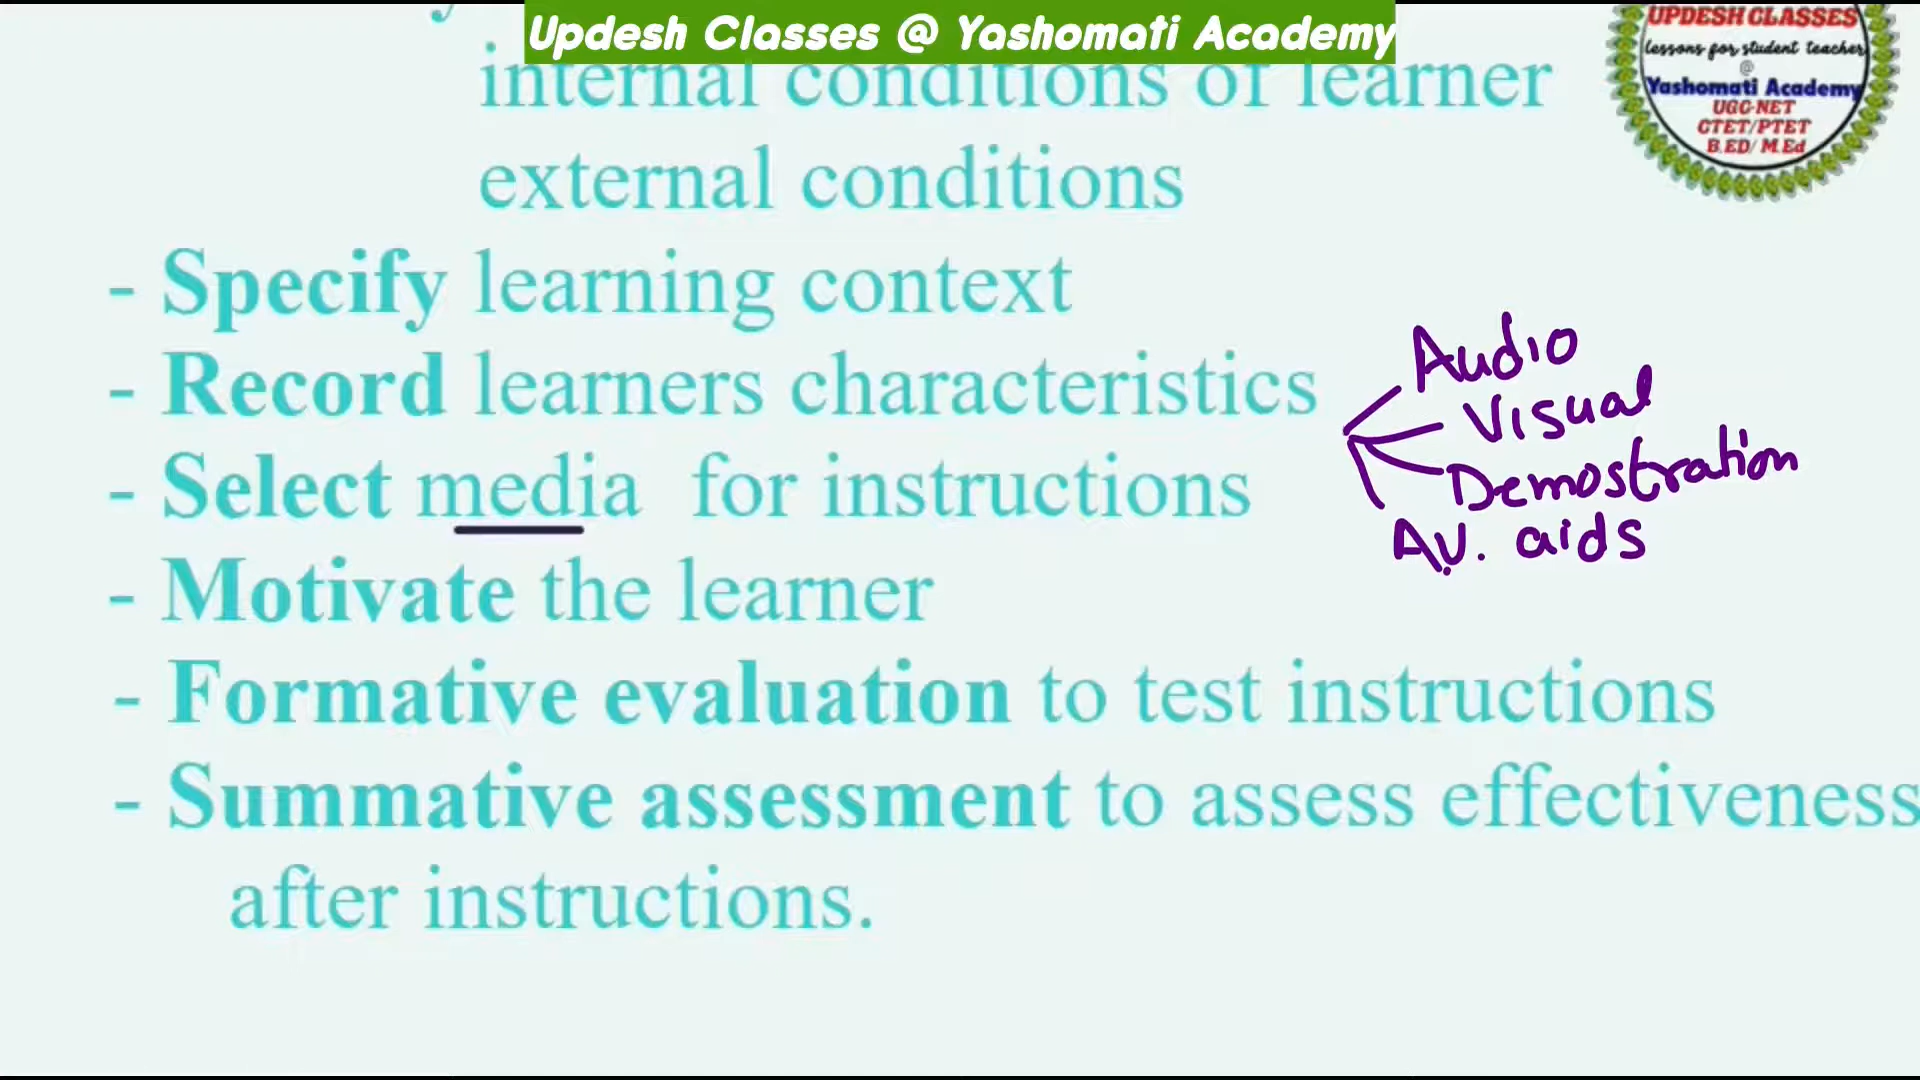 Updesh Classes @ Yashomati Academy
UPDESH CLASSES
lessons for student teacher
@
Yashomati Academy
UGC-NET
CTET/PTET
B.ED/ M.Ed
internal conditions of learner
external conditions
- Specify learning context
- Record learners characteristics
- Select media for instructions
- Motivate the learner
- Formative evaluation to test instructions
- Summative assessment to assess effectiveness
after instructions.
Audio
Visual
Demostration
A.V. aids